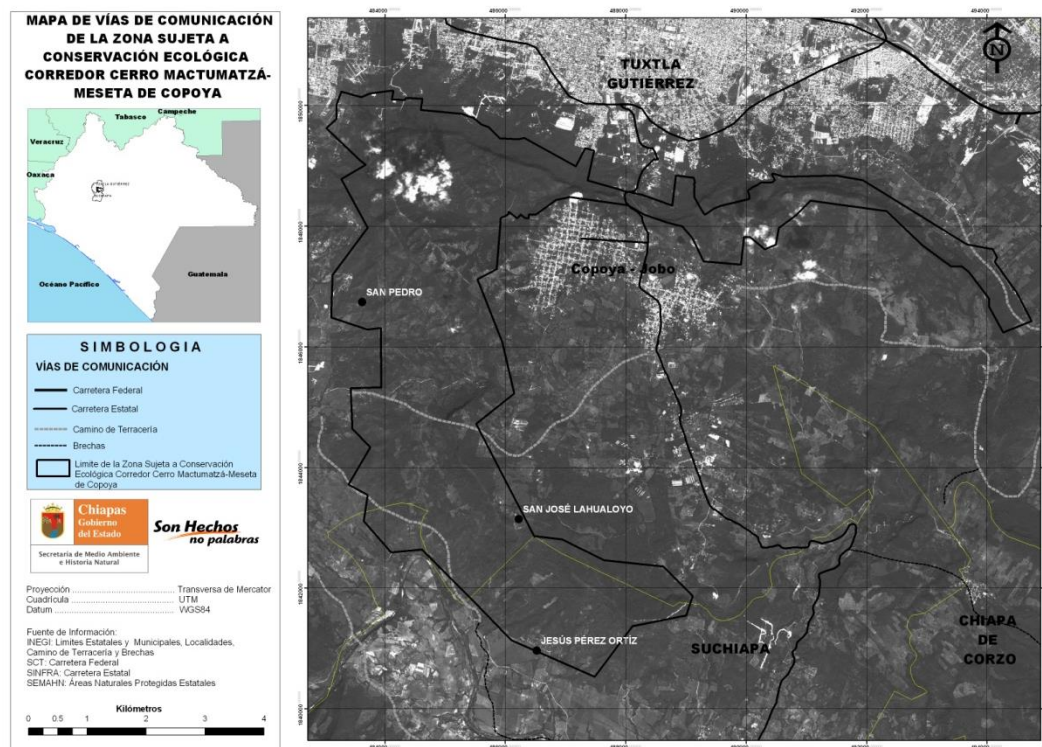 MAPA DE VÍAS DE COMUNICACIÓN
DE LA ZONA SUJETA A
CONSERVACIÓN ECOLÓGICA
CORREDOR CERRO MACTUMATZÁ-
MESETA DE COPOYA
Tabasco
Campeche
Veracruz
Oaxaca
Océano Pacífico
Guatemala
SIMBOLOGIA
VÍAS DE COMUNICACIÓN
Carretera Federal
Carretera Estatal
Camino de Terracería
Brechas
Limite de la Zona Sujeta a Conservación
Ecológica Corredor Cerro Mactumatzá-Meseta
de Copoya
Chiapas
Gobierno
del Estado
Secretaría de Medio Ambiente
e Historia Natural
Son Hechos
no palabras
Proyección ........................ Transversa de Mercator
Cuadrícula ........................ UTM
Datum ........................ WGS84
Fuente de Información:
INEGI: Limites Estatales y Municipales, Localidades,
Camino de Terracería y Brechas
SCT: Carretera Federal
SINFRA: Carretera Estatal
SEMAHN: Áreas Naturales Protegidas Estatales
Kilómetros
0 0.5 1 2 3 4
TUXTLA
GUTIÉRREZ
N
Copoya - Jobo
SAN PEDRO
SAN JOSÉ LAHUALOYO
JESÚS PÉREZ ORTÍZ
SUCHIAPA
CHIAPA
DE
CORZO